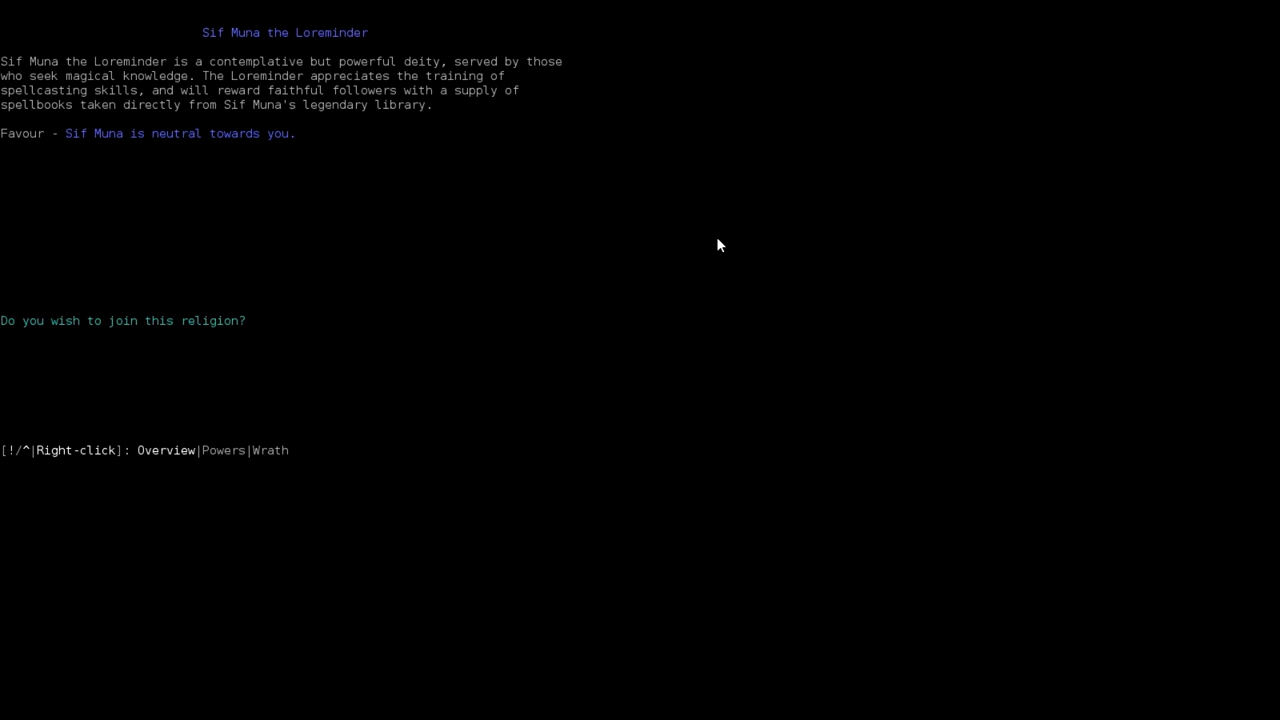 Sif Muna the Loreminder
Sif Muna the Loreminder is a contemplative but powerful deity, served by those
who seek magical knowledge. The Loreminder appreciates the training of
spellcasting skills, and will reward faithful followers with a supply of
spellbooks taken directly from Sif Muna's legendary library.
Favour - Sif Muna is neutral towards you.
Do you wish to join this religion?
[!/^|Right-click]: Overview|Powers|Wrath